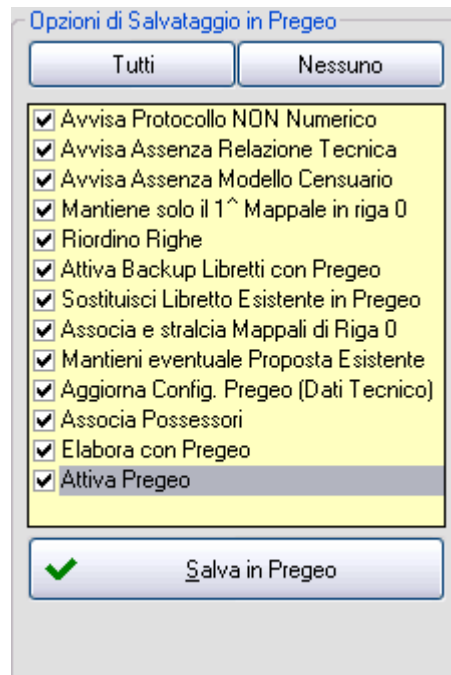 Opzioni di Salvataggio in Pregeo
Tutti
Nessuno
Avvisa Protocollo NON Numerico
Avvisa Assenza Relazione Tecnica
Avvisa Assenza Modello Censuario
Mantiene solo il 1^ Mappale in riga 0
Riordino Righe
Attiva Backup Libretti con Pregeo
Sostituisci Libretto Esistente in Pregeo
Associa e stralcia Mappali di Riga 0
Mantieni eventuale Proposta Esistente
Aggiorna Config. Pregeo (Dati Tecnico)
Associa Possessori
Elabora con Pregeo
Attiva Pregeo
Salva in Pregeo